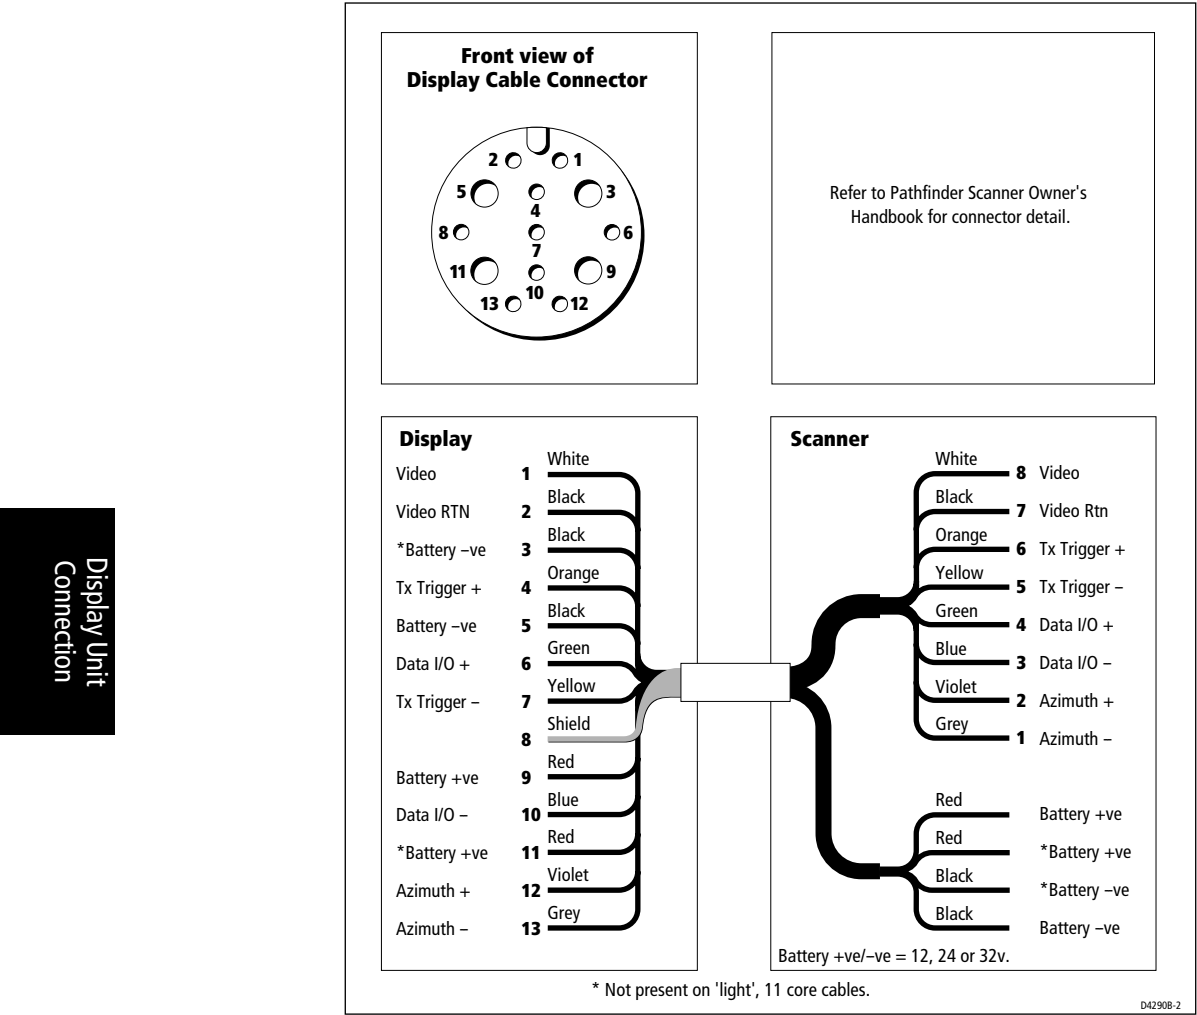 Front view of
Display Cable Connector
2 1
5 3
4
8 6
7
11 9
10
13 12
Refer to Pathfinder Scanner Owner's
Handbook for connector detail.
Display Unit
Connection
Display
White
Video 1
Black
Video RTN 2
Black
*Battery –ve 3
Orange
Tx Trigger + 4
Black
Battery –ve 5
Green
Data I/O + 6
Yellow
Tx Trigger – 7
Shield
8
Red
Battery +ve 9
Blue
Data I/O – 10
Red
*Battery +ve 11
Violet
Azimuth + 12
Grey
Azimuth – 13
Scanner
White
8 Video
Black
7 Video Rtn
Orange
6 Tx Trigger +
Yellow
5 Tx Trigger –
Green
4 Data I/O +
Blue
3 Data I/O –
Violet
2 Azimuth +
Grey
1 Azimuth –
Red
Battery +ve
Red
*Battery +ve
Black
*Battery –ve
Black
Battery –ve
Battery +ve/–ve = 12, 24 or 32v.
* Not present on 'light', 11 core cables.
D4290B-2